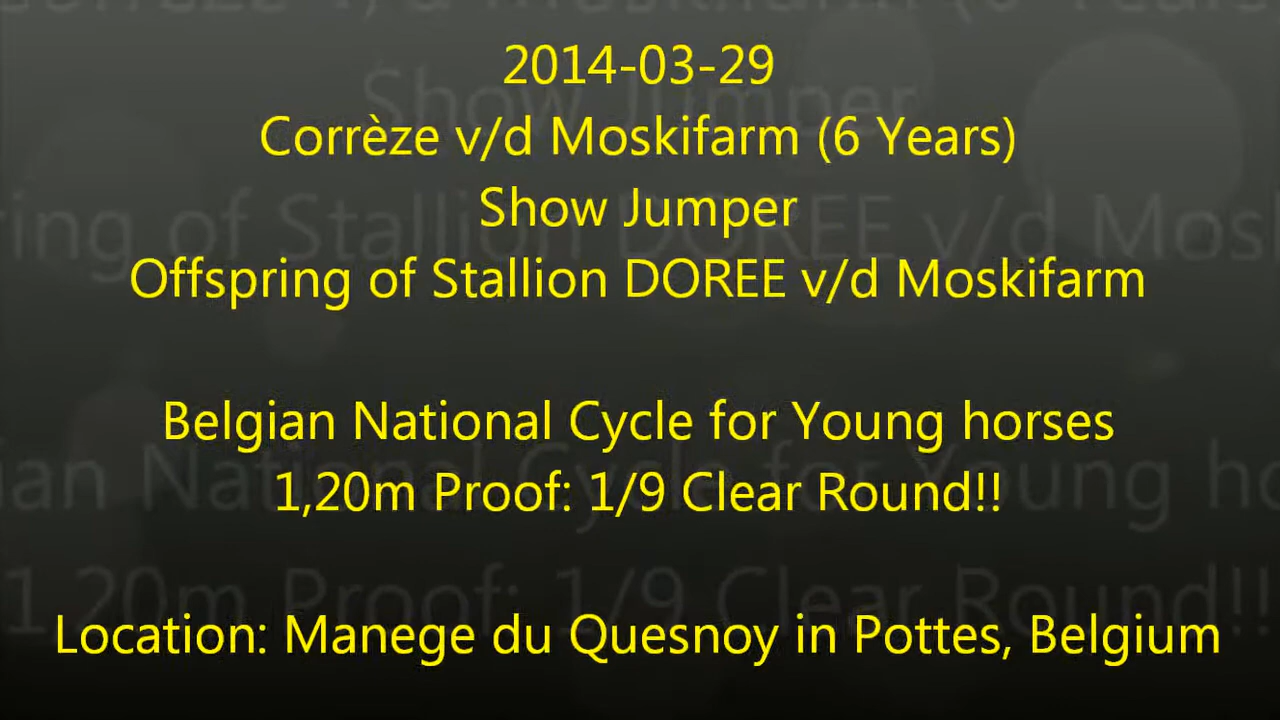 2014-03-29
Corrèze v/d Moskifarm (6 Years)
Show Jumper
Offspring of Stallion DOREE v/d Moskifarm
Belgian National Cycle for Young horses
1,20m Proof: 1/9 Clear Round!!
Location: Manege du Quesnoy in Pottes, Belgium